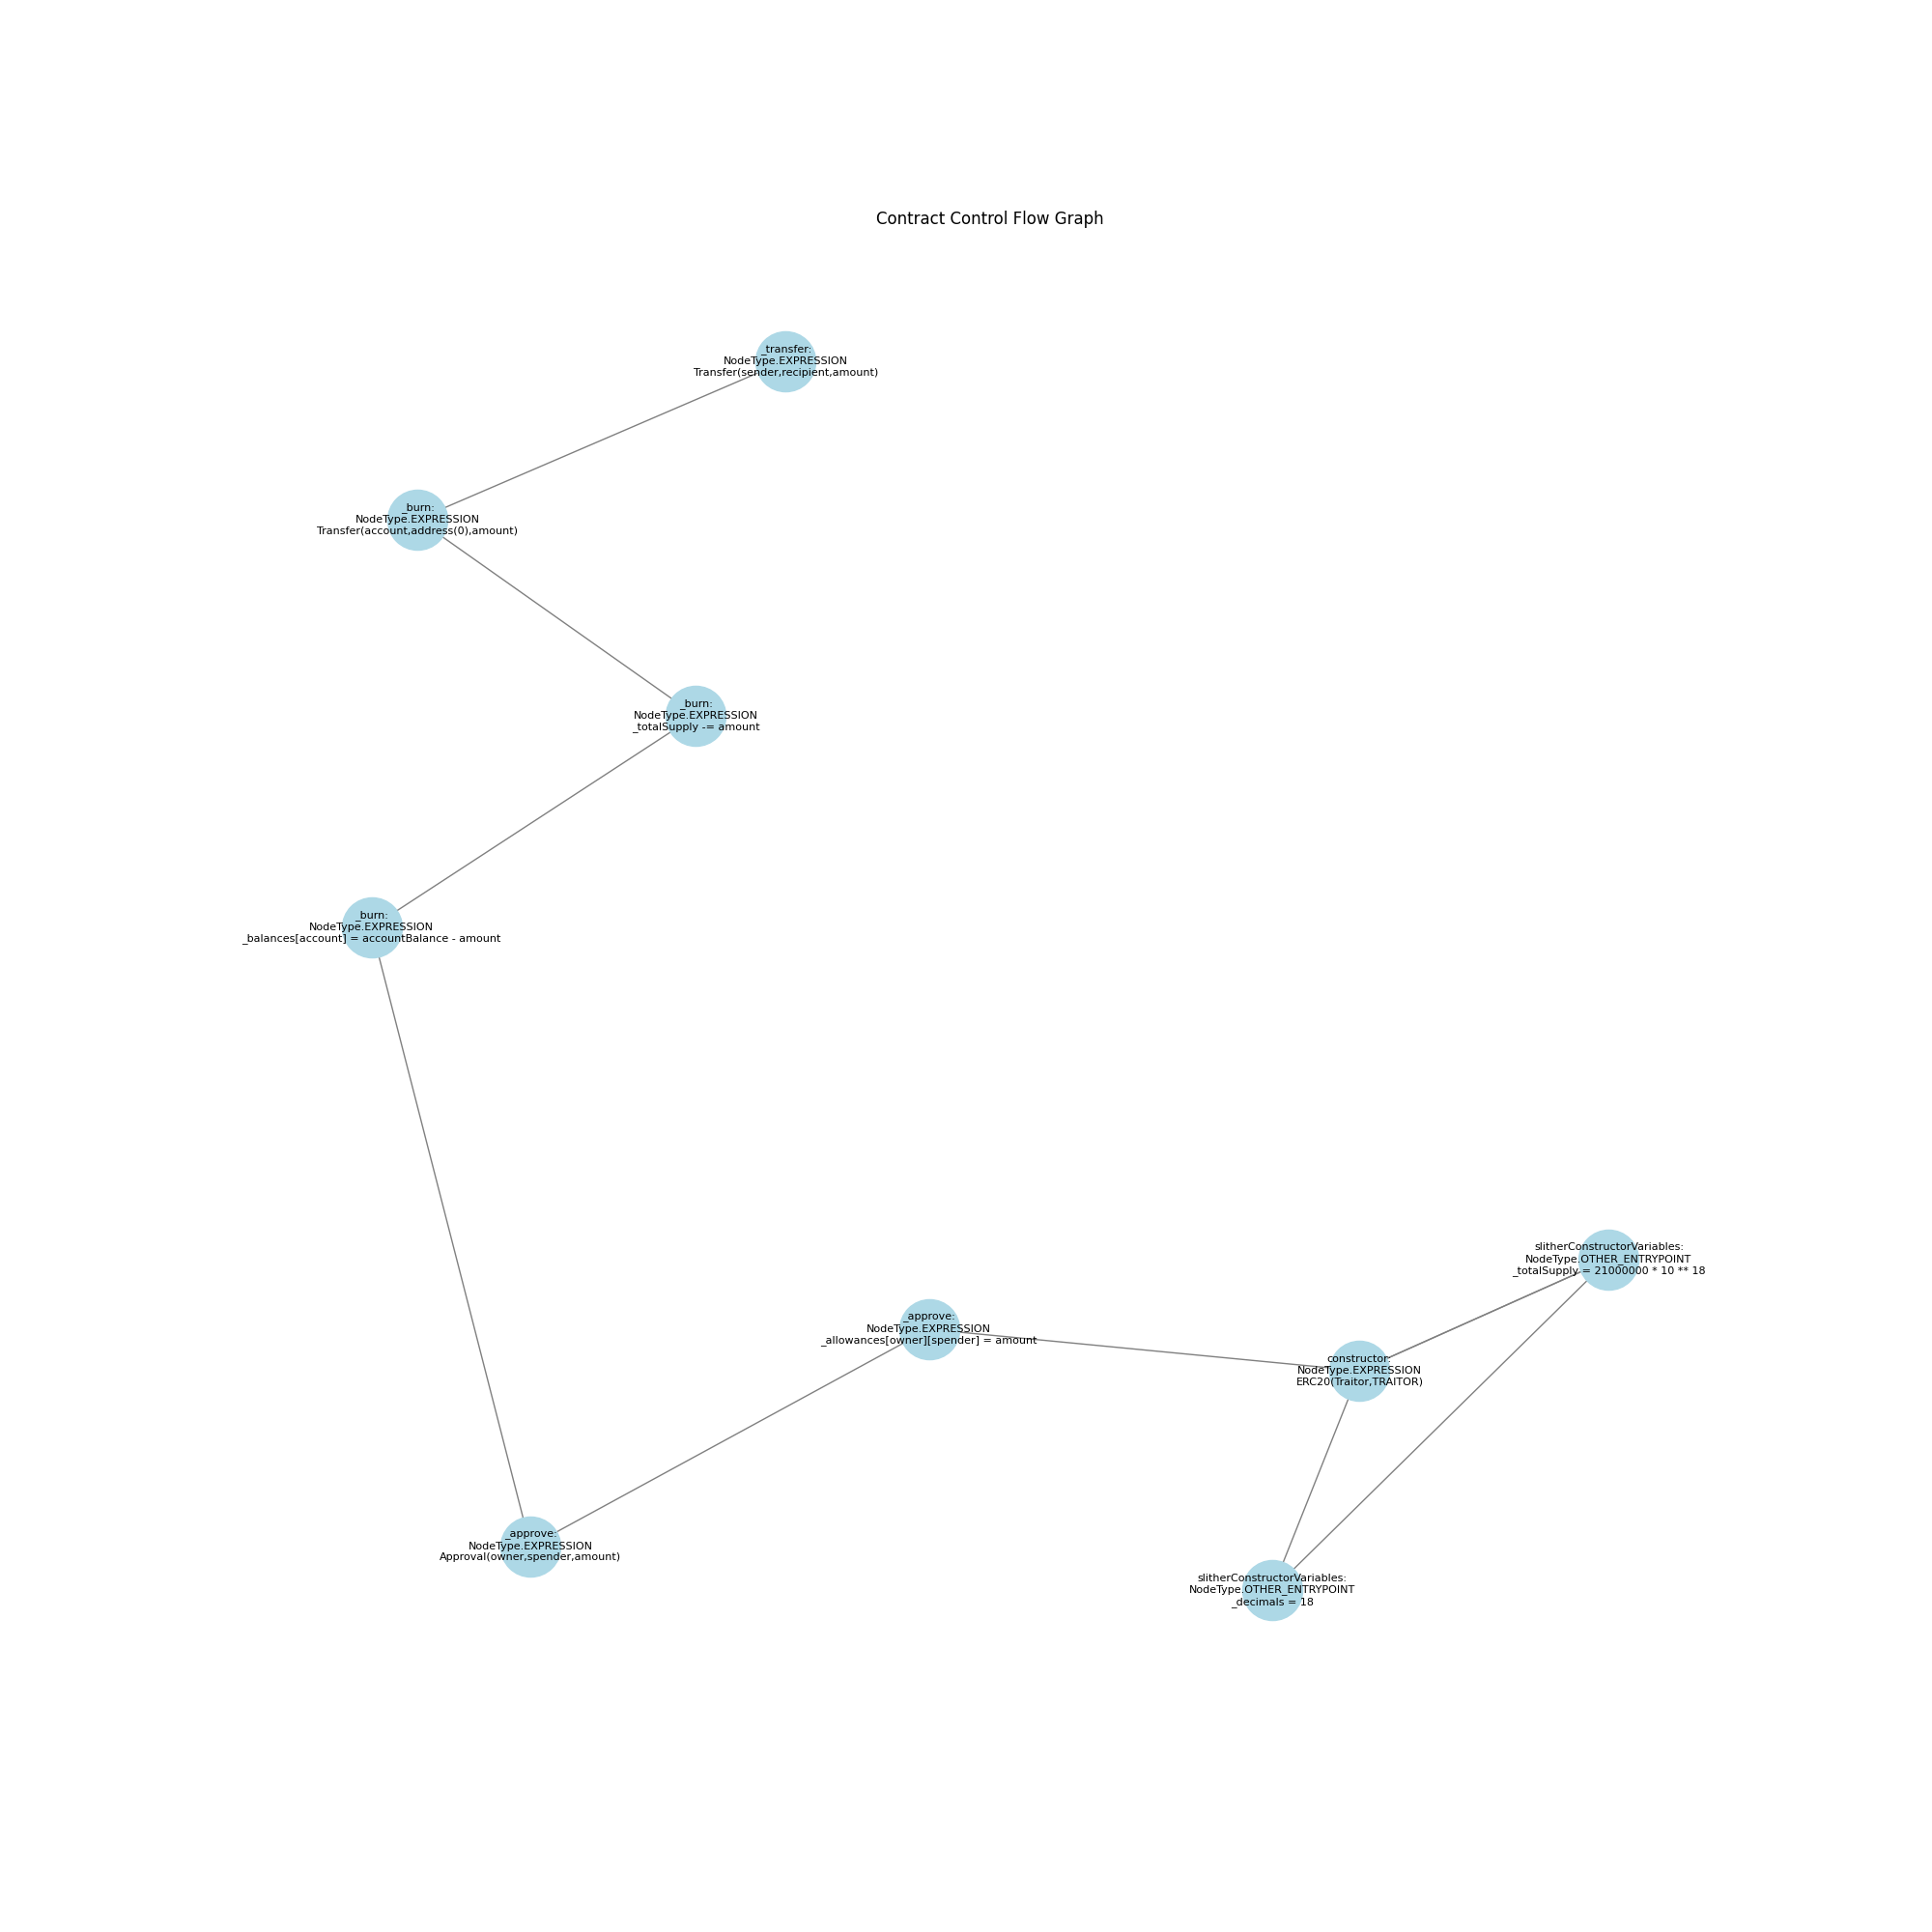 Contract Control Flow Graph
_transfer:
NodeType.EXPRESSION
Transfer(sender,recipient,amount)
_burn:
NodeType.EXPRESSION
Transfer(account,address(0),amount)
_burn:
NodeType.EXPRESSION
_totalSupply -= amount
_burn:
NodeType.EXPRESSION
_balances[account] = accountBalance - amount
slitherConstructorVariables:
NodeType.OTHER_ENTRYPOINT
_totalSupply = 21000000 * 10 ** 18
_approve:
NodeType.EXPRESSION
_allowances[owner][spender] = amount
constructor:
NodeType.EXPRESSION
ERC20(Traitor,TRAITOR)
_approve:
NodeType.EXPRESSION
Approval(owner,spender,amount)
slitherConstructorVariables:
NodeType.OTHER_ENTRYPOINT
_decimals = 18